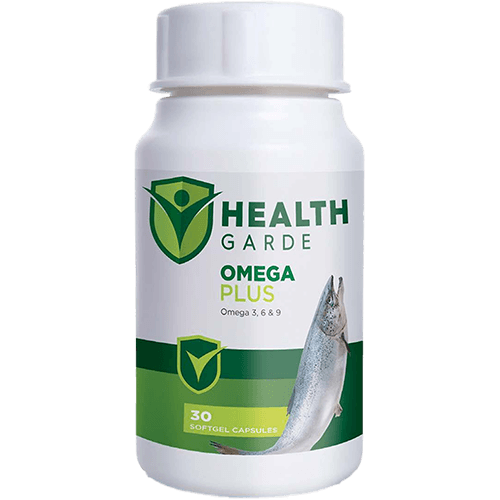 HEALTH
GARDE
OMEGA
PLUS
Omega 3, 6 & 9
30
SOFTGEL CAPSULES